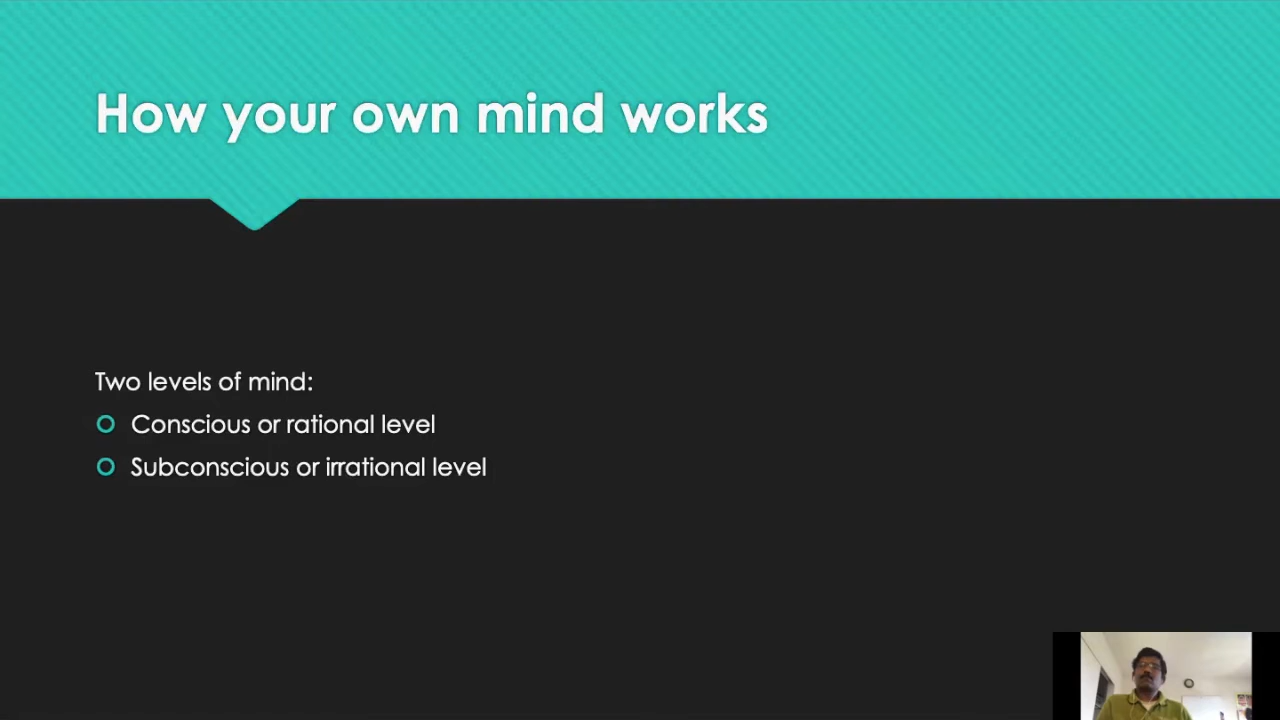 How your own mind works
Two levels of mind:
Conscious or rational level
Subconscious or irrational level